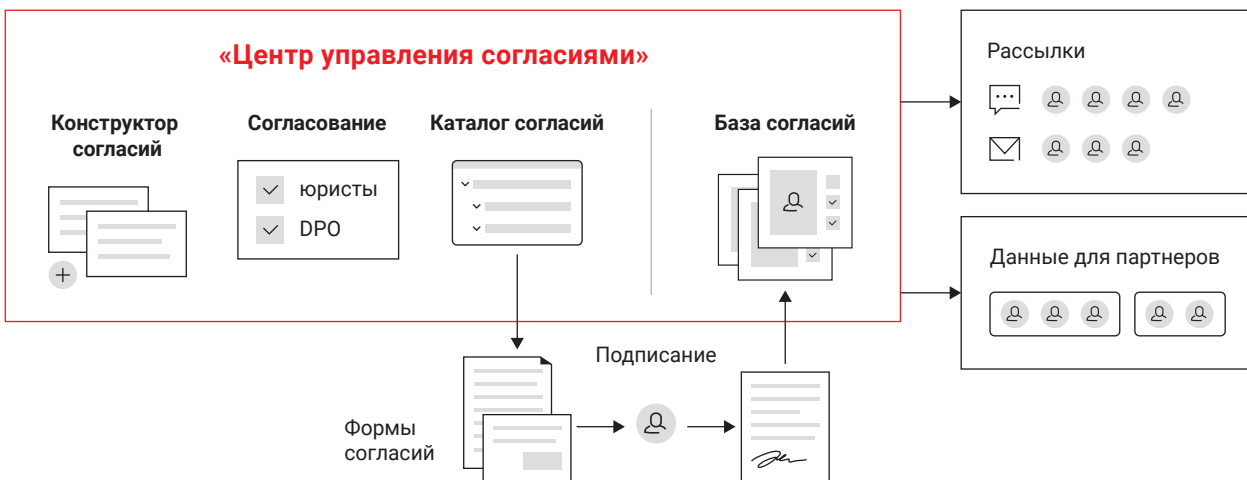 «Центр управления согласиями»
Конструктор
согласий
Согласование
юристы
DPO
Каталог согласий
База согласий
Рассылки
Данные для партнеров
Подписание
Формы
согласий